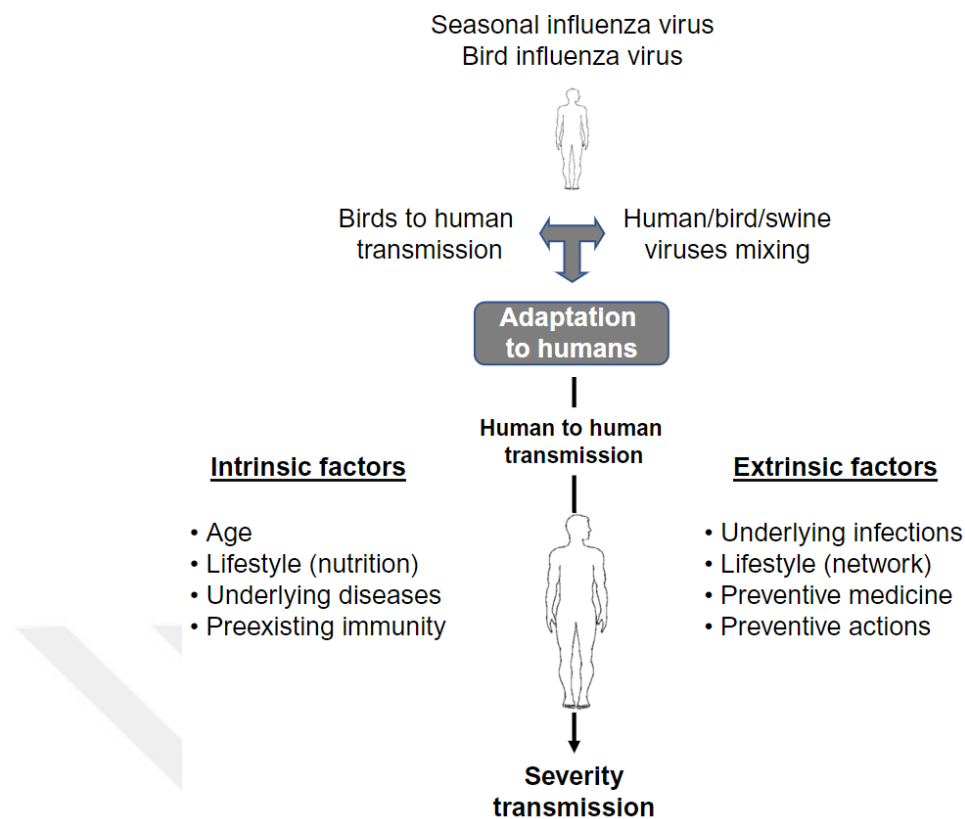 Seasonal influenza virus
Bird influenza virus
Birds to human
transmission
Human/bird/swine
viruses mixing
Adaptation
to humans
Human to human
transmission
Intrinsic factors
• Age
• Lifestyle (nutrition)
• Underlying diseases
• Preexisting immunity
Extrinsic factors
• Underlying infections
• Lifestyle (network)
• Preventive medicine
• Preventive actions
Severity
transmission